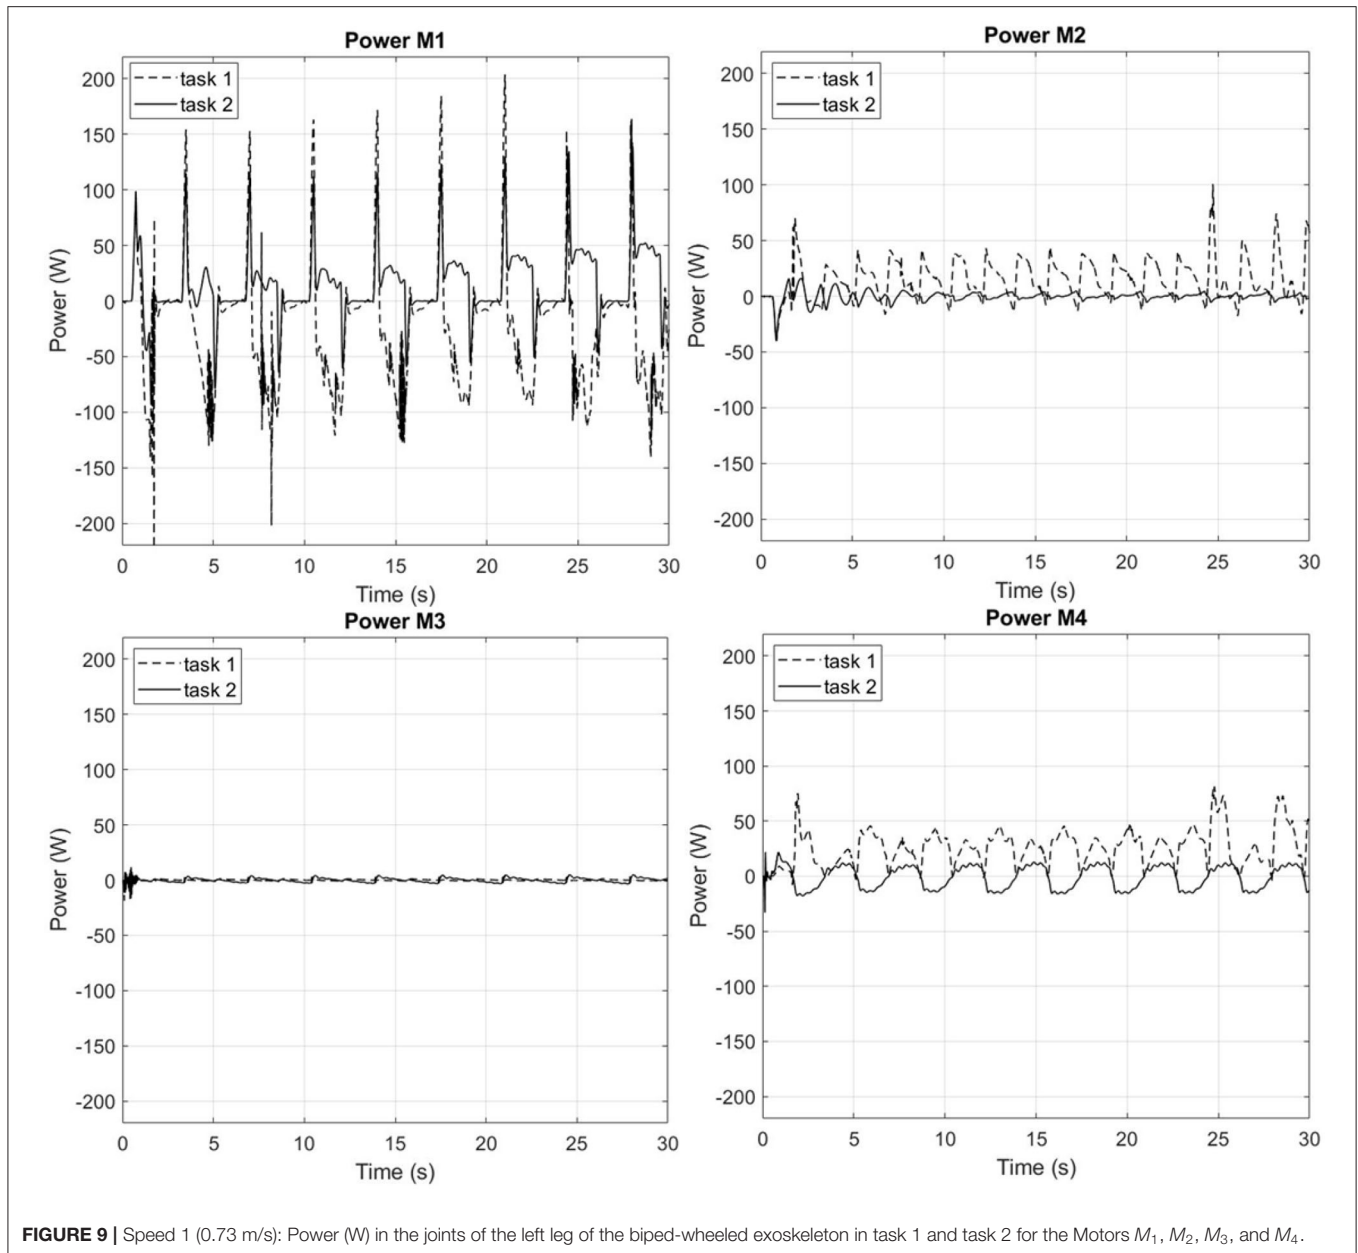 Power M1
task 1
task 2
200
150
100
50
0
-50
-100
-150
-200
Power (W)
0 5 10 15 20 25 30
Time (s)
Power M2
task 1
task 2
200
150
100
50
0
-50
-100
-150
-200
Power (W)
0 5 10 15 20 25 30
Time (s)
Power M3
task 1
task 2
200
150
100
50
0
-50
-100
-150
-200
Power (W)
0 5 10 15 20 25 30
Time (s)
Power M4
task 1
task 2
200
150
100
50
0
-50
-100
-150
-200
Power (W)
0 5 10 15 20 25 30
Time (s)
FIGURE 9 | Speed 1 (0.73 m/s): Power (W) in the joints of the left leg of the biped-wheeled exoskeleton in task 1 and task 2 for the Motors M₁, M₂, M₃, and M₄.